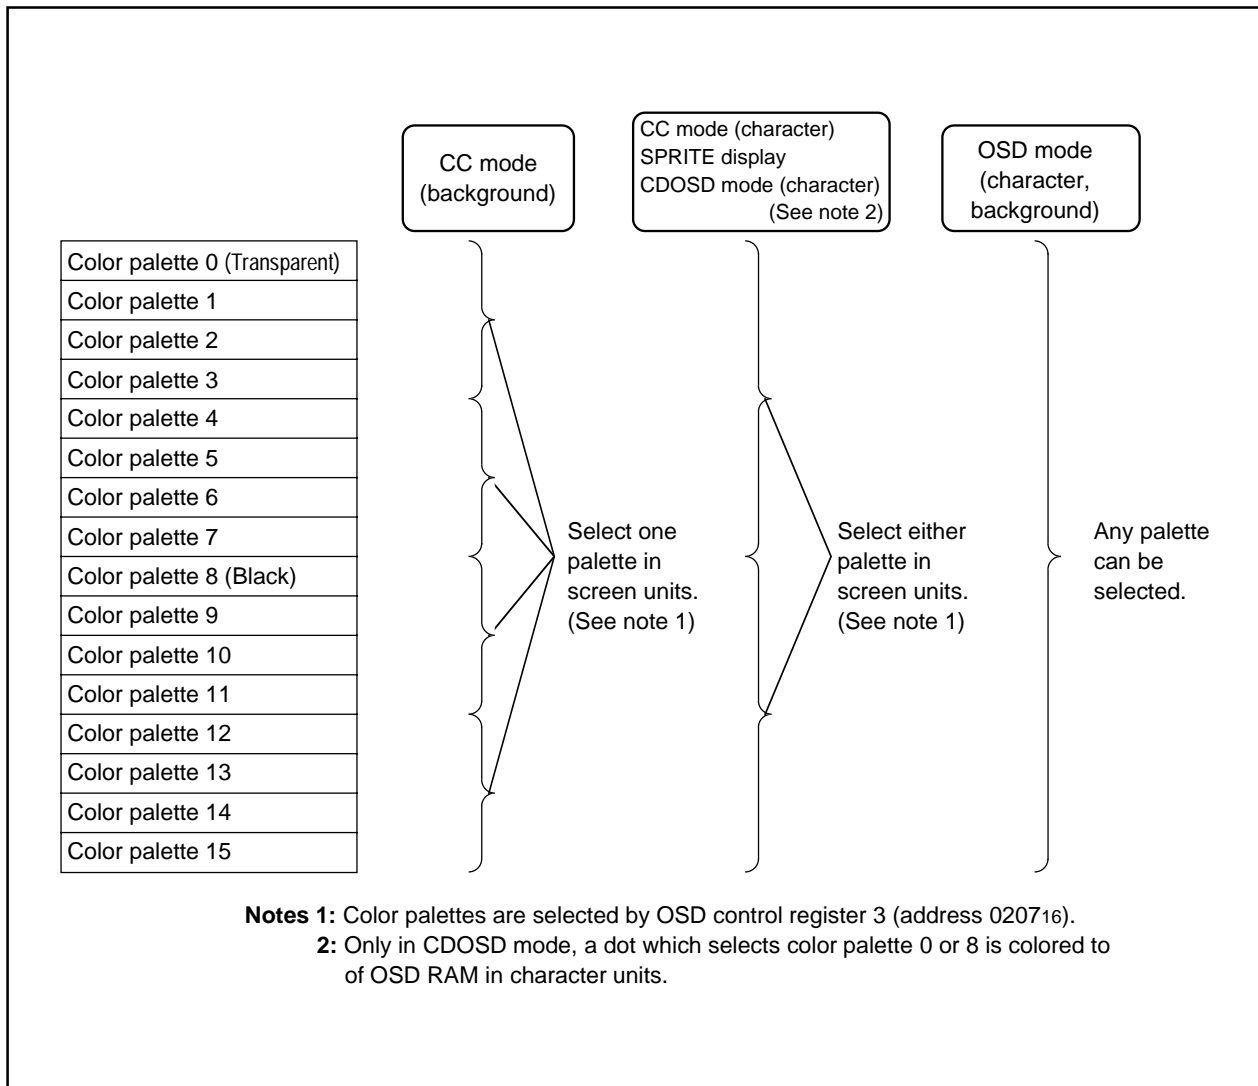 CC mode
(background)
CC mode (character)
SPRITE display
CDOSD mode (character)
(See note 2)
OSD mode
(character,
background)
Color palette 0 (Transparent)
Color palette 1
Color palette 2
Color palette 3
Color palette 4
Color palette 5
Color palette 6
Color palette 7
Color palette 8 (Black)
Color palette 9
Color palette 10
Color palette 11
Color palette 12
Color palette 13
Color palette 14
Color palette 15
Select one
palette in
screen units.
(See note 1)
Select either
palette in
screen units.
(See note 1)
Any palette
can be
selected.
Notes 1: Color palettes are selected by OSD control register 3 (address 020716).
2: Only in CDOSD mode, a dot which selects color palette 0 or 8 is colored to
of OSD RAM in character units.